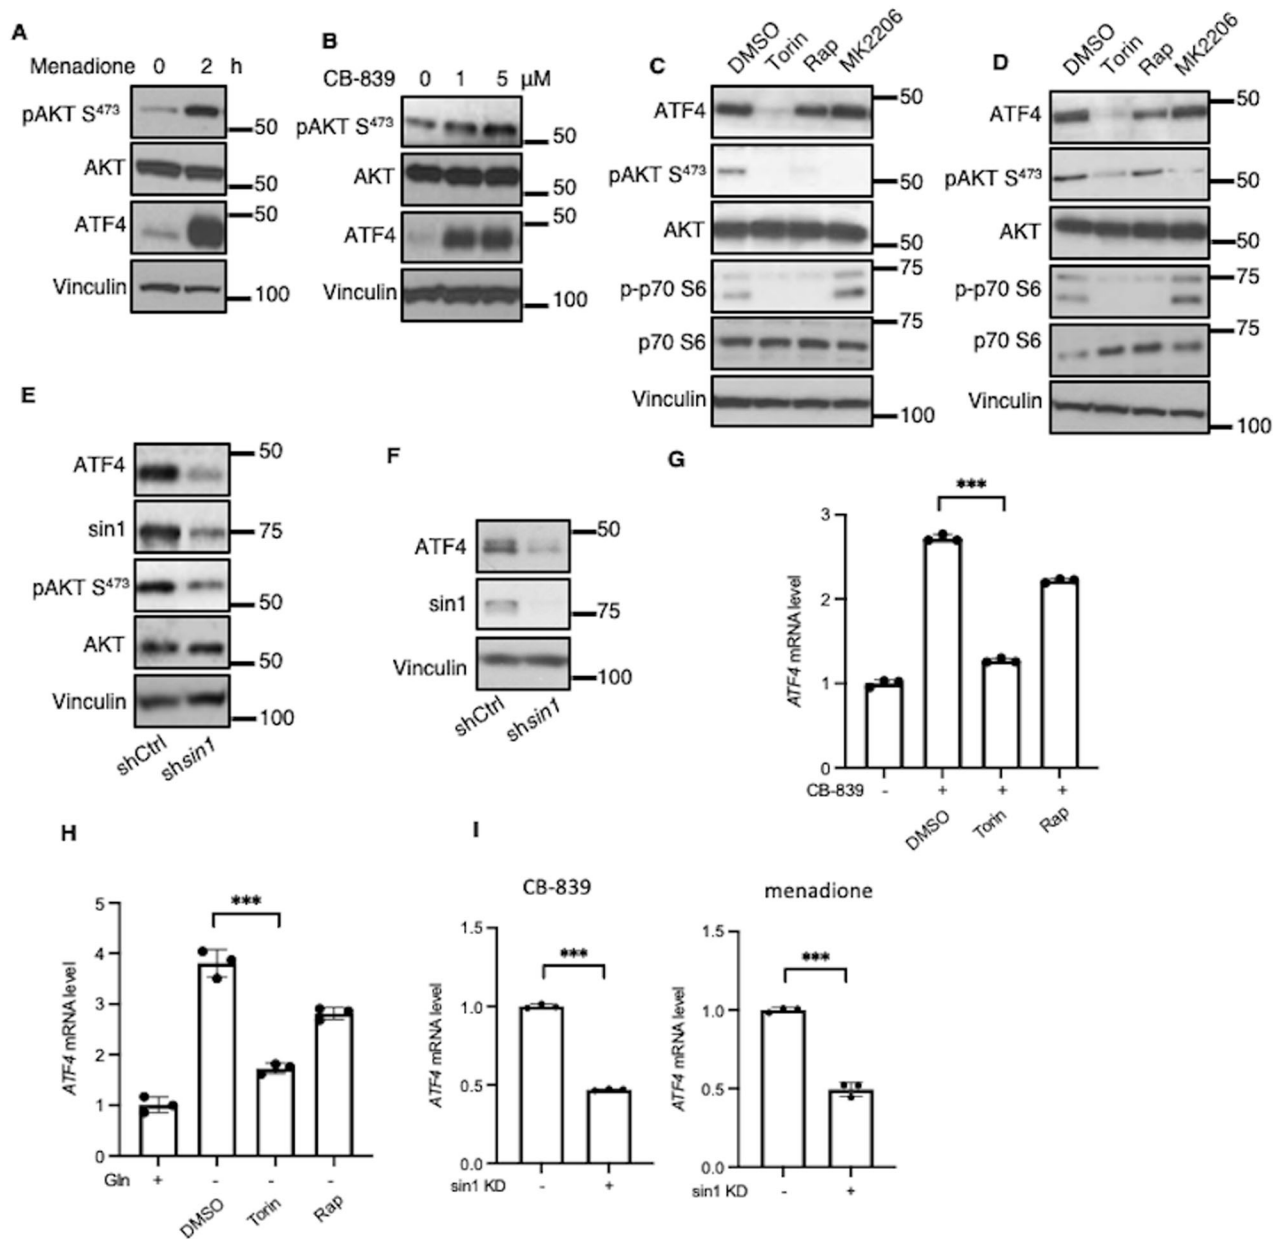 A
Menadione 0 2 h
pAKT S473
50
AKT
50
ATF4
50
Vinculin
100
B
CB-839 0 1 5 μM
pAKT S473
50
AKT
50
ATF4
50
Vinculin
100
C
DMSO Torin Rap MK2206
ATF4
50
pAKT S473
50
AKT
50
p-p70 S6
75
p70 S6
75
Vinculin
100
D
DMSO Torin Rap MK2206
ATF4
50
pAKT S473
50
AKT
50
p-p70 S6
75
p70 S6
75
Vinculin
100
E
ATF4
50
sin1
75
pAKT S473
50
AKT
50
Vinculin
100
shCtrl shsin1
F
ATF4
50
sin1
75
Vinculin
100
shCtrl shsin1
G
***
ATF4 mRNA level
3
2
1
0
CB-839 - + + +
DMSO Torin Rap
H
***
ATF4 mRNA level
5
4
3
2
1
0
Gln + - - -
DMSO Torin Rap
I
CB-839
***
ATF4 mRNA level
1.5
1.0
0.5
0.0
sin1 KD - +
menadione
***
ATF4 mRNA level
1.5
1.0
0.5
0.0
sin1 KD - +